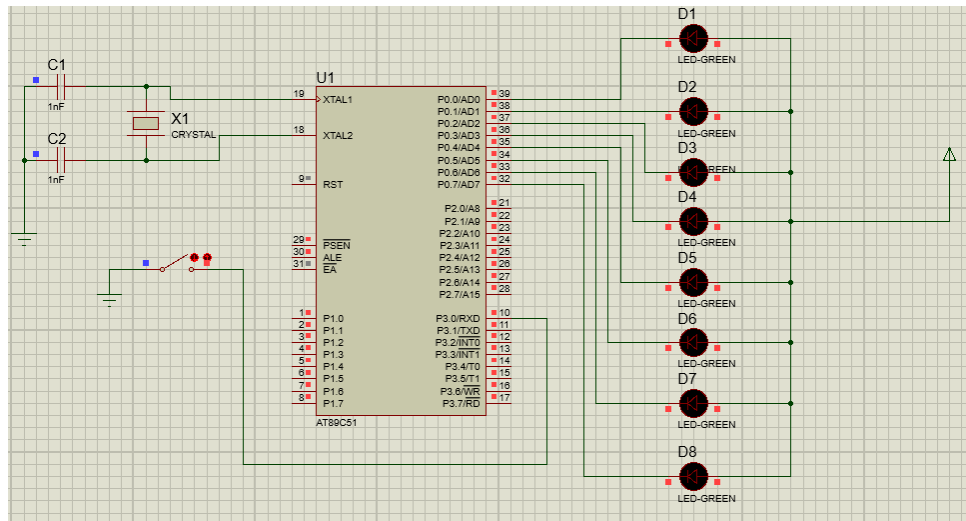 D1
LED-GREEN
D2
LED-GREEN
D3
LED-GREEN
D4
LED-GREEN
D5
LED-GREEN
D6
LED-GREEN
D7
LED-GREEN
D8
LED-GREEN
C1
1nF
C2
1nF
X1
CRYSTAL
U1
19 XTAL1
18 XTAL2
9 RST
29 PSEN
30 ALE
31 EA
1 P1.0
2 P1.1
3 P1.2
4 P1.3
5 P1.4
6 P1.5
7 P1.6
8 P1.7
P0.0/AD0 39
P0.1/AD1 38
P0.2/AD2 37
P0.3/AD3 36
P0.4/AD4 35
P0.5/AD5 34
P0.6/AD6 33
P0.7/AD7 32
P2.0/A8 21
P2.1/A9 22
P2.2/A10 23
P2.3/A11 24
P2.4/A12 25
P2.5/A13 26
P2.6/A14 27
P2.7/A15 28
P3.0/RXD 10
P3.1/TXD 11
P3.2/INT0 12
P3.3/INT1 13
P3.4/T0 14
P3.5/T1 15
P3.6/WR 16
P3.7/RD 17
AT89C51